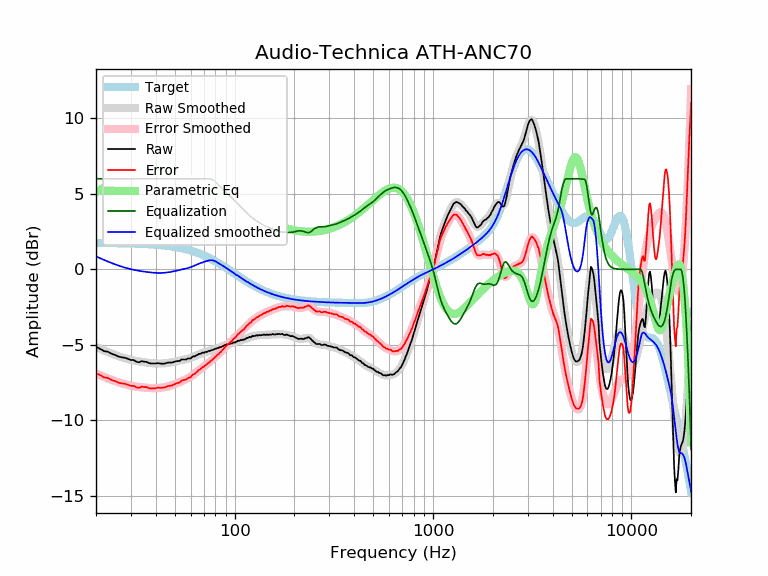 Audio-Technica ATH-ANC70
Target
Raw Smoothed
Error Smoothed
Raw
Error
Parametric Eq
Equalization
Equalized smoothed
10
5
0
−5
−10
−15
Amplitude (dBr)
100
1000
10000
Frequency (Hz)